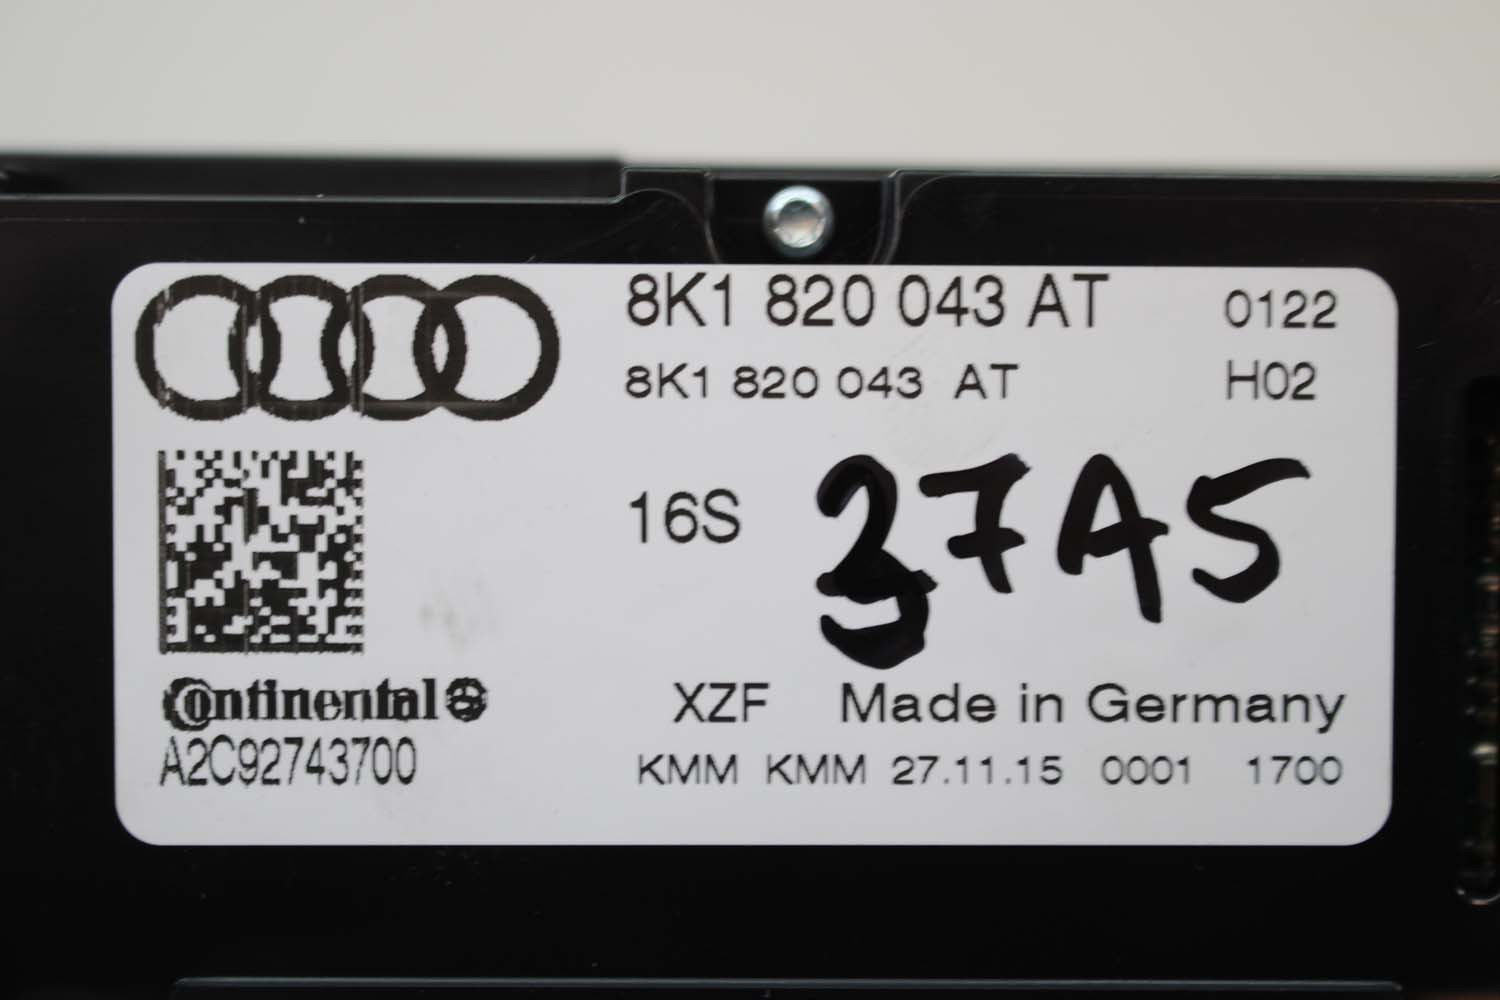 8K1 820 043 AT 0122
8K1 820 043 AT H02
16S 37A5
Continental
A2C92743700
XZF Made in Germany
KMM KMM 27.11.15 0001 1700